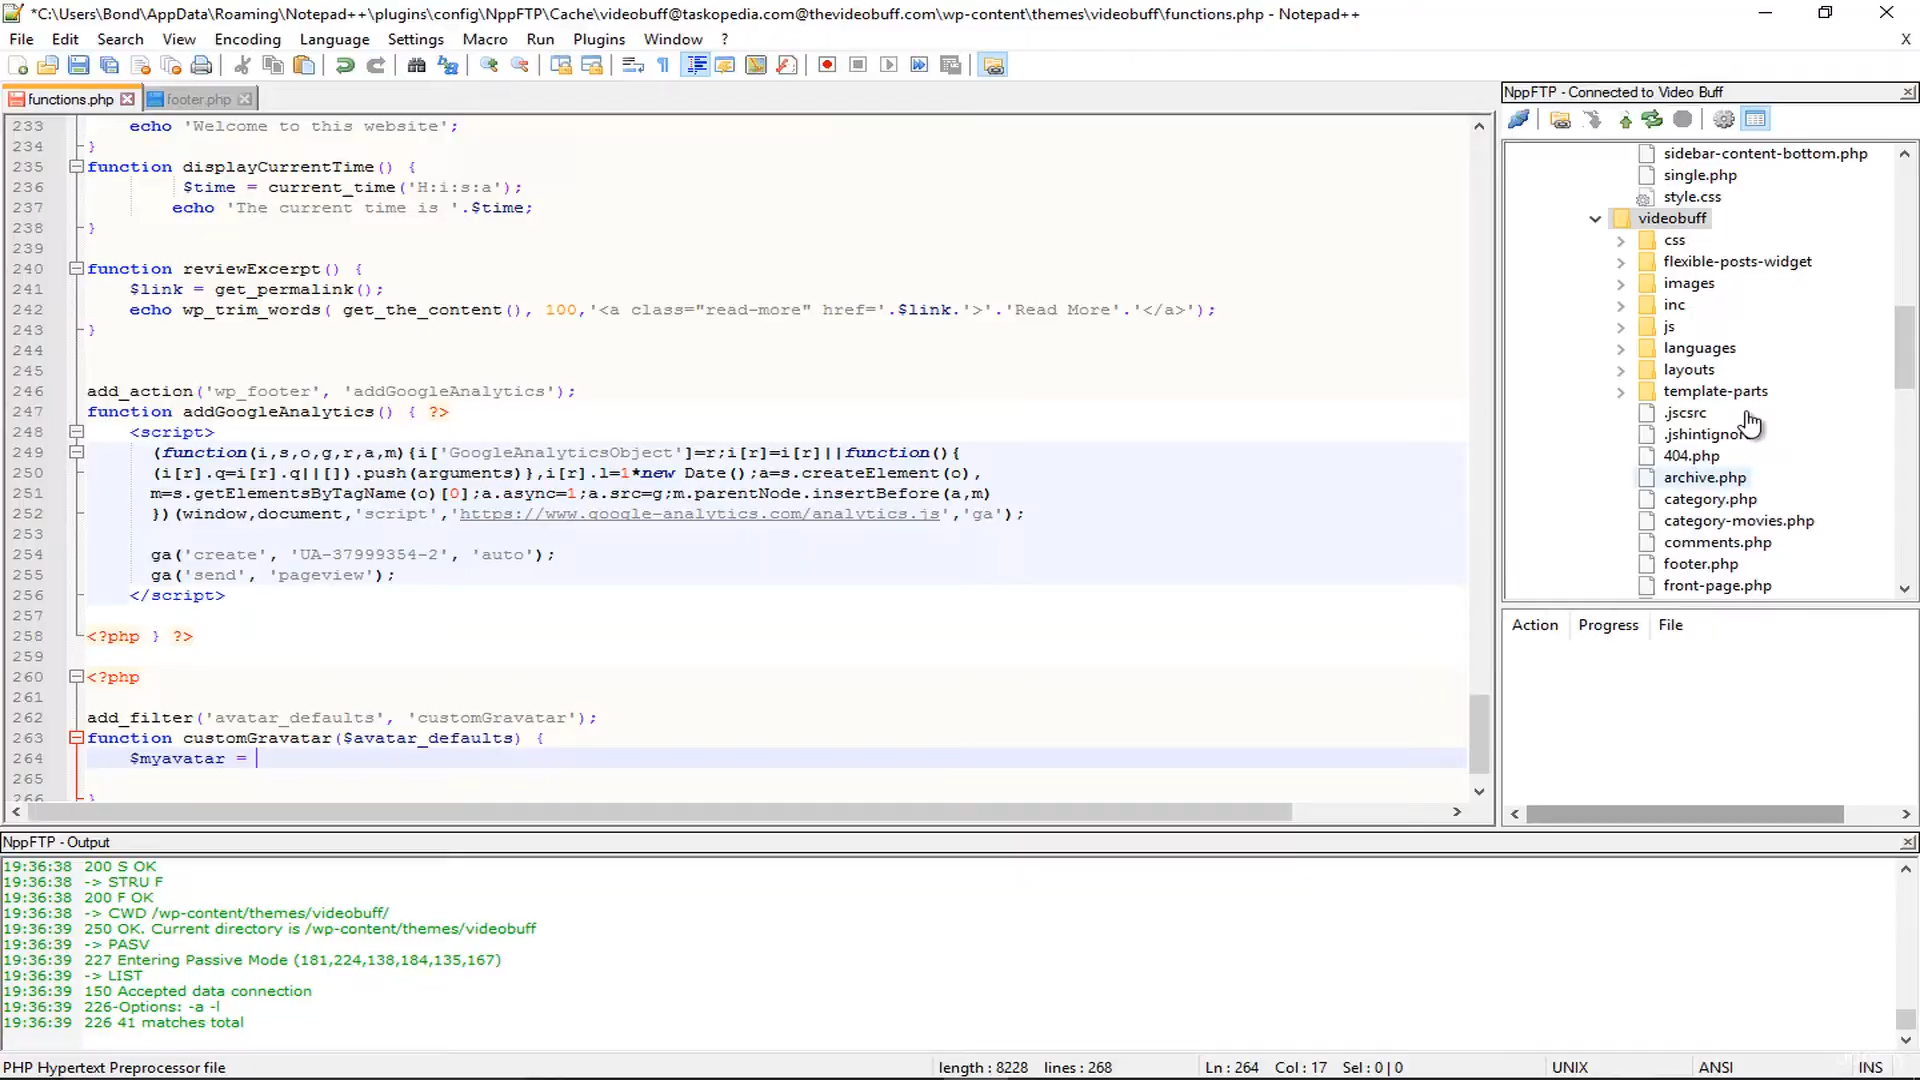 *C:\Users\Bond\AppData\Roaming\Notepad++\plugins\config\NppFTP\Cache\videobuff@taskopedia.com@thevideobuff.com\wp-content\themes\videobuff\functions.php - Notepad++
File Edit Search View Encoding Language Settings Macro Run Plugins Window ? X
functions.php footer.php
233 echo 'Welcome to this website';
234 }
235 function displayCurrentTime() {
236 $time = current_time('H:i:s:a');
237 echo 'The current time is '.$time;
238 }
239
240 function reviewExcerpt() {
241 $link = get_permalink();
242 echo wp_trim_words( get_the_content(), 100,'<a class="read-more" href='.$link.'>'.'Read More'.'</a>');
243 }
244
245
246 add_action('wp_footer', 'addGoogleAnalytics');
247 function addGoogleAnalytics() { ?>
248 <script>
249 (function(i,s,o,g,r,a,m){i['GoogleAnalyticsObject']=r;i[r]=i[r]||function(){
250 (i[r].q=i[r].q||[]).push(arguments)},i[r].l=1*new Date();a=s.createElement(o),
251 m=s.getElementsByTagName(o)[0];a.async=1;a.src=g;m.parentNode.insertBefore(a,m)
252 })(window,document,'script','https://www.google-analytics.com/analytics.js','ga');
253
254 ga('create', 'UA-37999354-2', 'auto');
255 ga('send', 'pageview');
256 </script>
257
258 <?php } ?>
259
260 <?php
261
262 add_filter('avatar_defaults', 'customGravatar');
263 function customGravatar($avatar_defaults) {
264 $myavatar =
265
266 }
NppFTP - Connected to Video Buff
sidebar-content-bottom.php
single.php
style.css
videobuff
css
flexible-posts-widget
images
inc
js
languages
layouts
template-parts
.jscsrc
.jshintigno
404.php
archive.php
category.php
category-movies.php
comments.php
footer.php
front-page.php
Action Progress File
NppFTP - Output
19:36:38 200 S OK
19:36:38 -> STRU F
19:36:38 200 F OK
19:36:38 -> CWD /wp-content/themes/videobuff/
19:36:39 250 OK. Current directory is /wp-content/themes/videobuff
19:36:39 -> PASV
19:36:39 227 Entering Passive Mode (181,224,138,184,135,167)
19:36:39 -> LIST
19:36:39 150 Accepted data connection
19:36:39 226-Options: -a -l
19:36:39 226 41 matches total
PHP Hypertext Preprocessor file length : 8228 lines : 268 Ln : 264 Col : 17 Sel : 0 | 0 UNIX ANSI INS